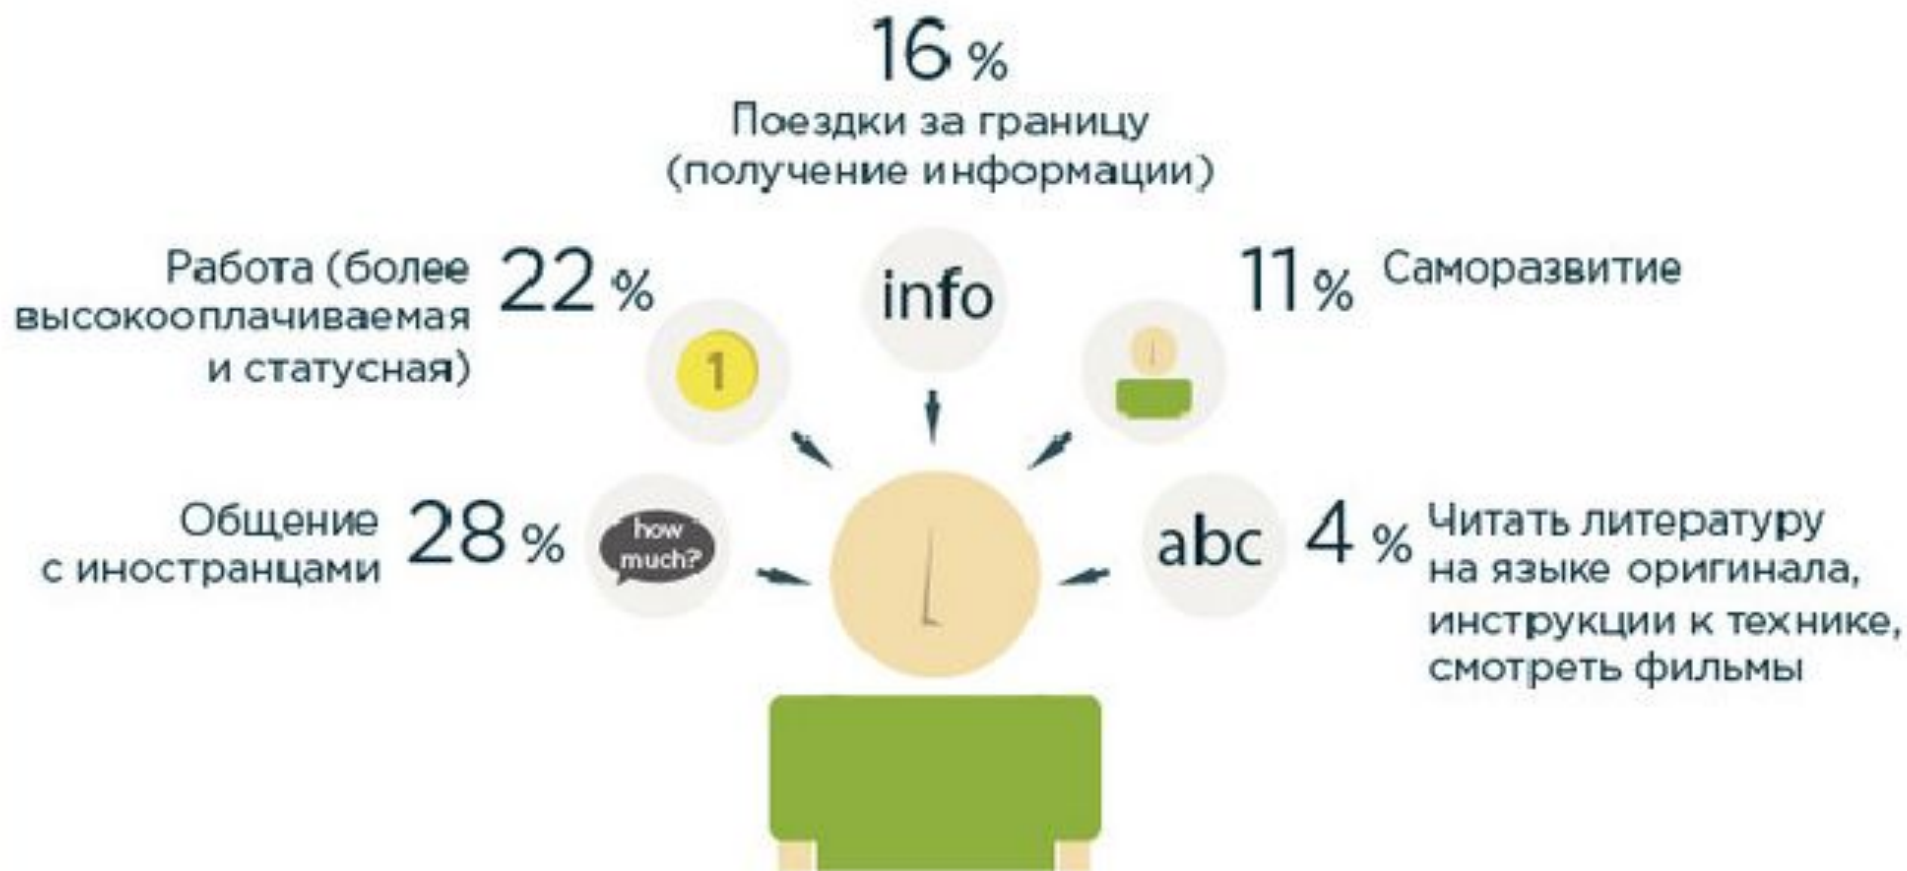 16 %
Поездки за границу
(получение информации)
Работа (более
высокооплачиваемая
и статусная)
22 %
1
info
11 %
Саморазвитие
Общение
с иностранцами
28 %
how
much?
abc
4 %
Читать литературу
на языке оригинала,
инструкции к технике,
смотреть фильмы